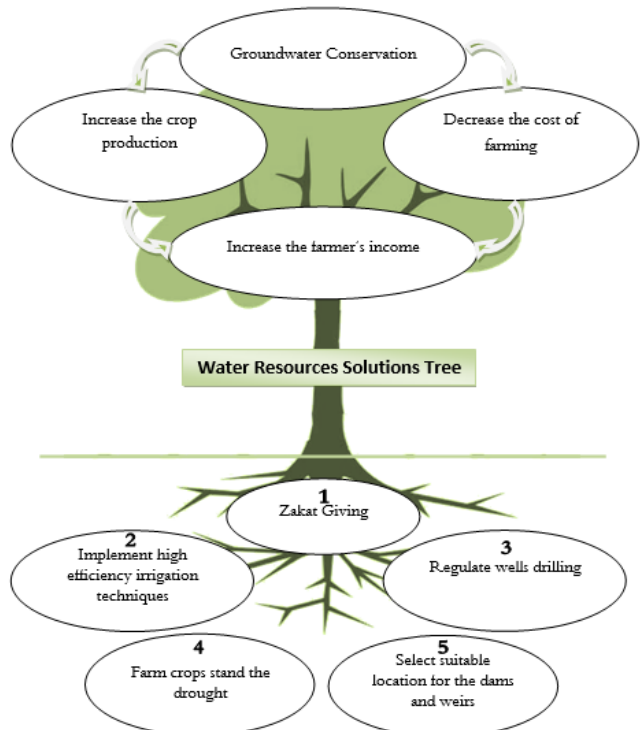 Groundwater Conservation
Increase the crop
production
Decrease the cost of
farming
Increase the farmer's income
Water Resources Solutions Tree
1
Zakat Giving
2
Implement high
efficiency irrigation
techniques
3
Regulate wells drilling
4
Farm crops stand the
drought
5
Select suitable
location for the dams
and weirs